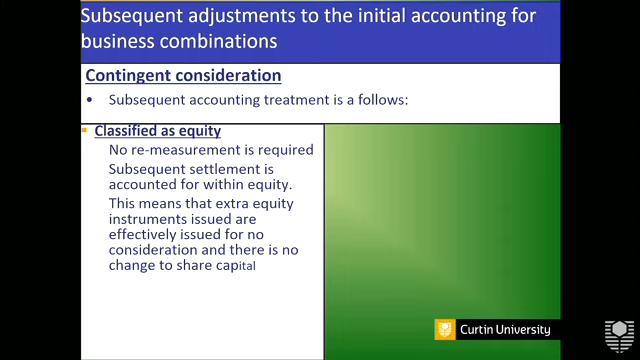 Subsequent adjustments to the initial accounting for
business combinations
Contingent consideration
• Subsequent accounting treatment is a follows:
Classified as equity
No re-measurement is required
Subsequent settlement is
accounted for within equity.
This means that extra equity
instruments issued are
effectively issued for no
consideration and there is no
change to share capital
Curtin University